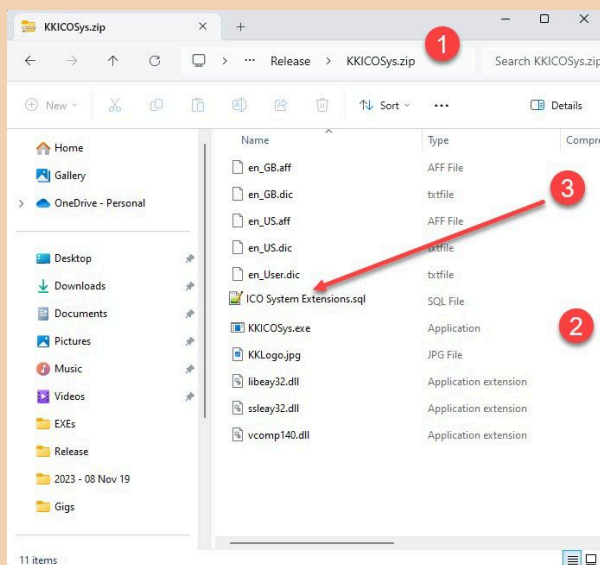 KKICOSys.zip
1
Release > KKICOSys.zip
Search KKICOSys.zip
New
Sort
Details
Name Type Compre
Home
Gallery
OneDrive - Personal
Desktop
Downloads
Documents
Pictures
Music
Videos
EXEs
Release
2023 - 08 Nov 19
Gigs
en_GB.aff AFF File
en_GB.dic txtfile
3
en_US.aff AFF File
en_US.dic txtfile
en_User.dic txtfile
ICO System Extensions.sql SQL File
KKICOSys.exe Application
2
KKLogo.jpg JPG File
libeay32.dll Application extension
ssleay32.dll Application extension
vcomp140.dll Application extension
11 items